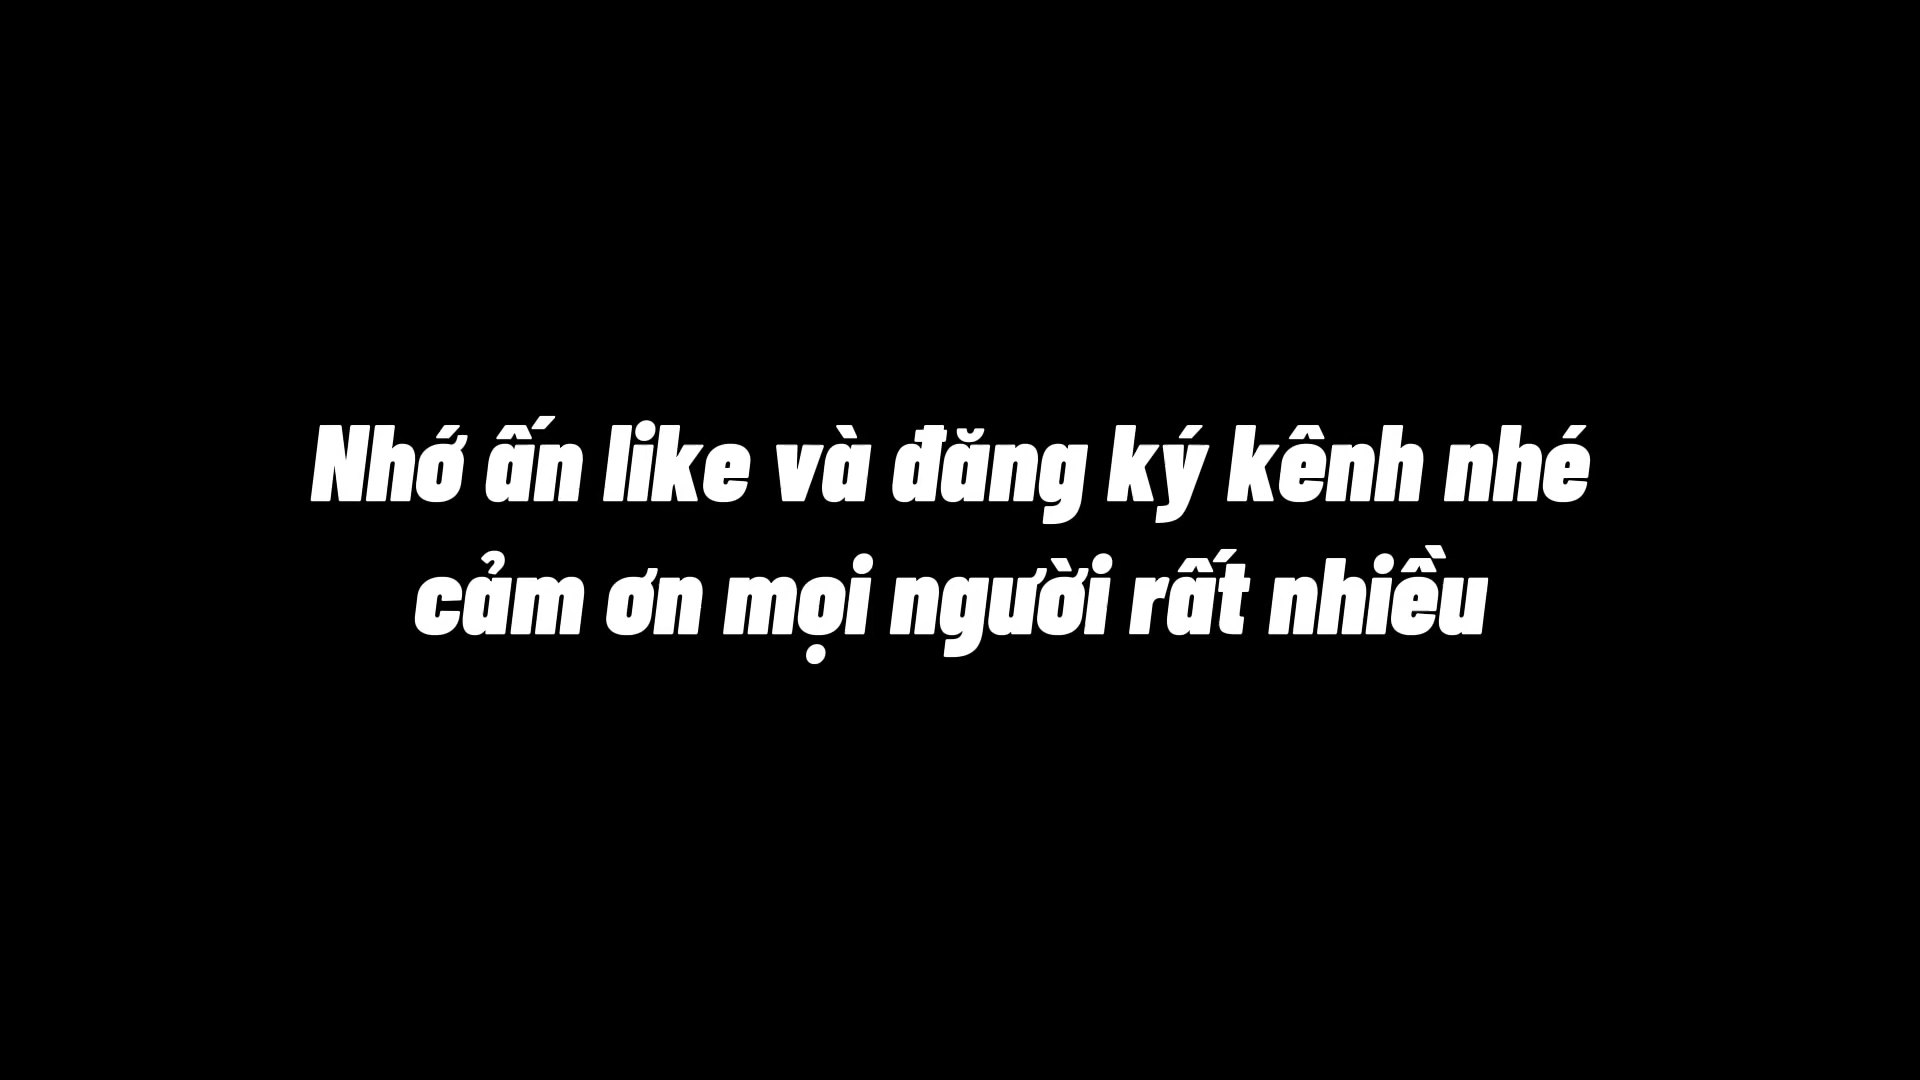 Nhớ ấn like và đăng ký kênh nhé
cảm ơn mọi người rất nhiều